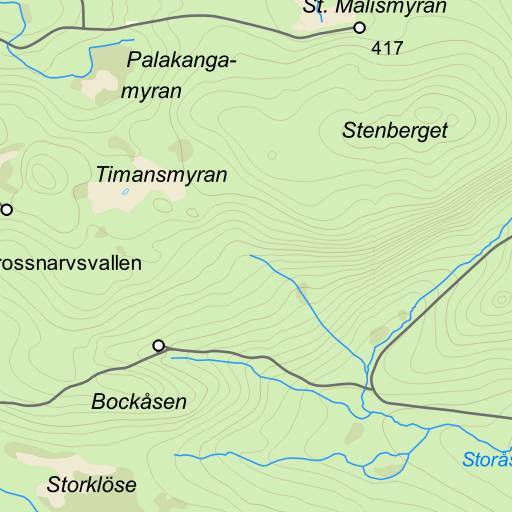 St. Malismyran
417
Palakanga-
myran
Stenberget
Timansmyran
rossnarvsvallen
Bockåsen
Storås
Storklöse